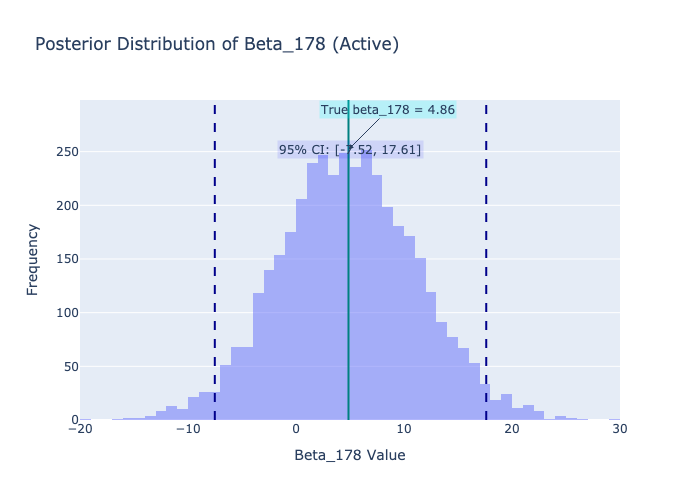 Posterior Distribution of Beta_178 (Active)
True beta_178 = 4.86
95% CI: [-7.52, 17.61]
250
200
150
100
50
0
Frequency
−20
−10
0
10
20
30
Beta_178 Value